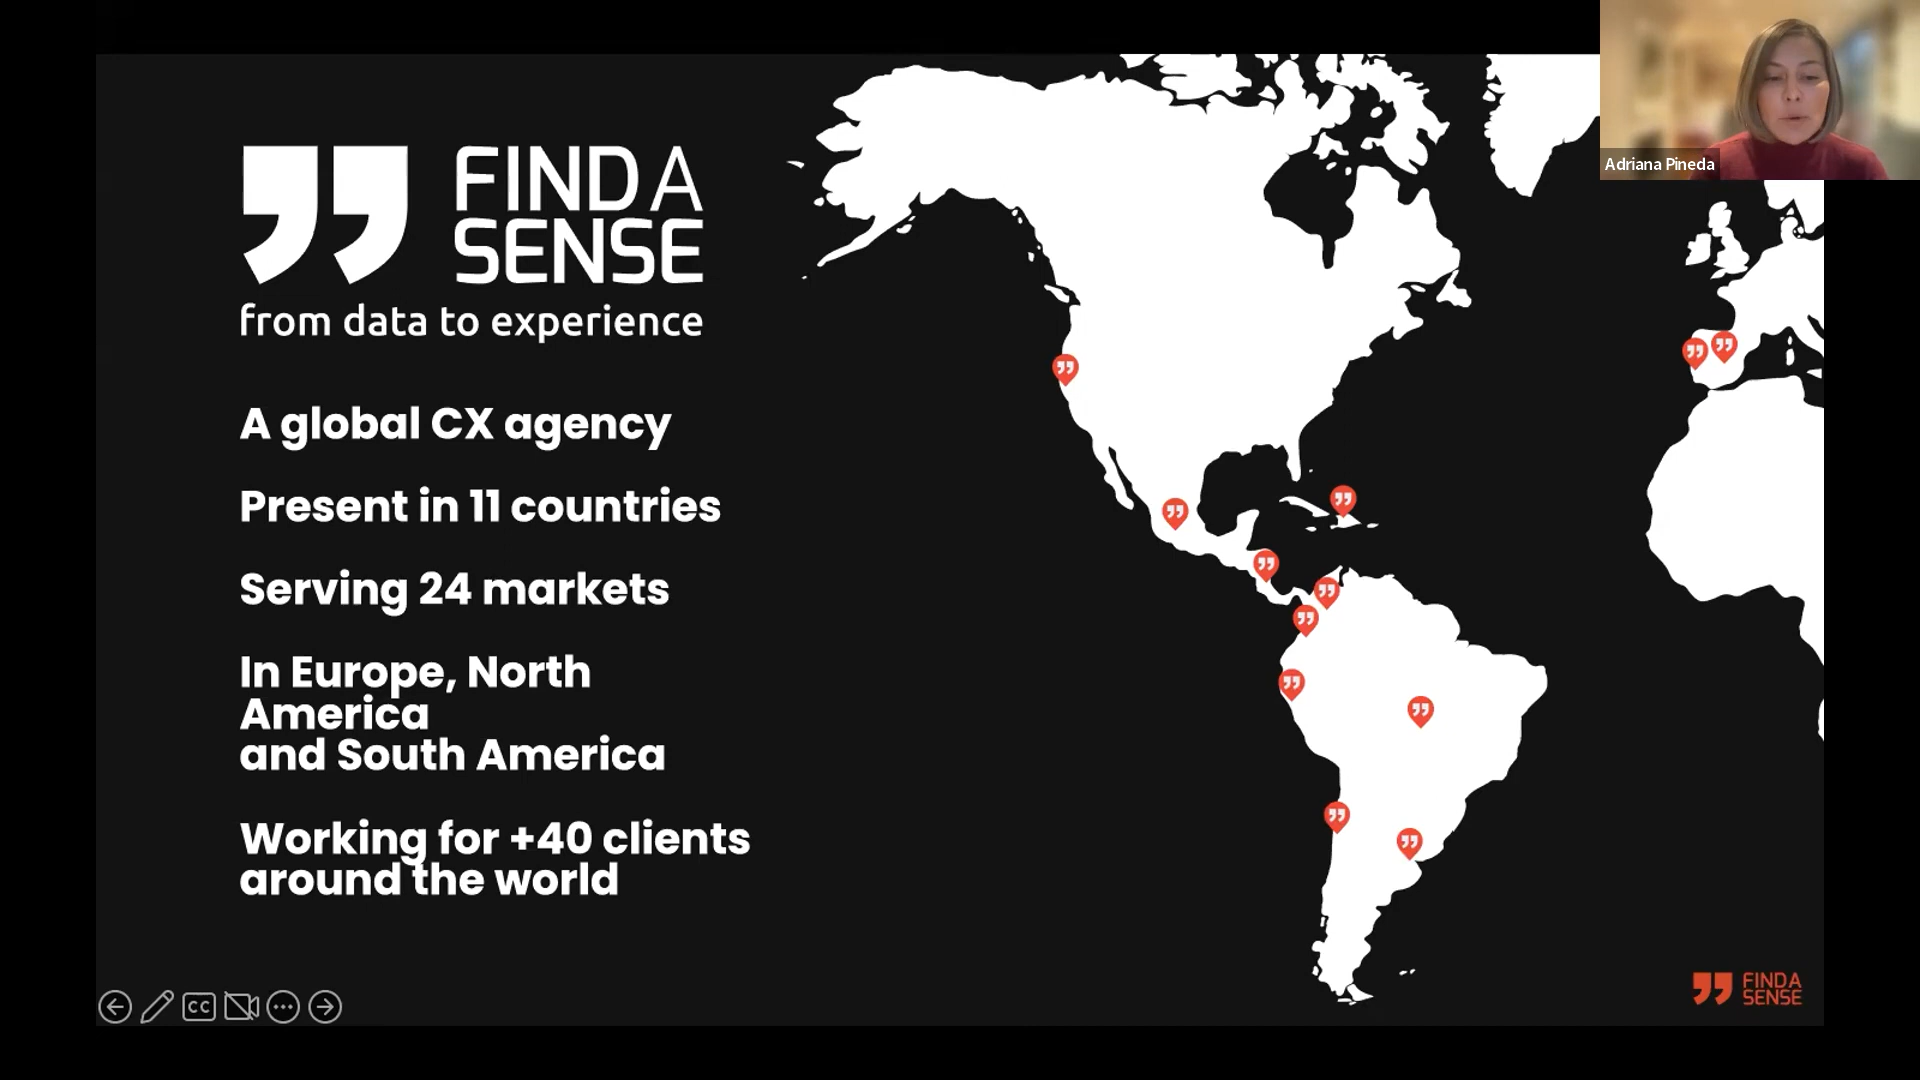 FIND A
SENSE
from data to experience
A global CX agency
Present in 11 countries
Serving 24 markets
In Europe, North
America
and South America
Working for +40 clients
around the world
Adriana Pineda
CC
FIND A
SENSE